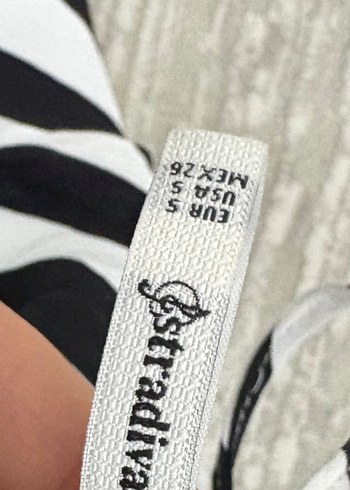 EUR S
USA S
MEX 26
stradiva